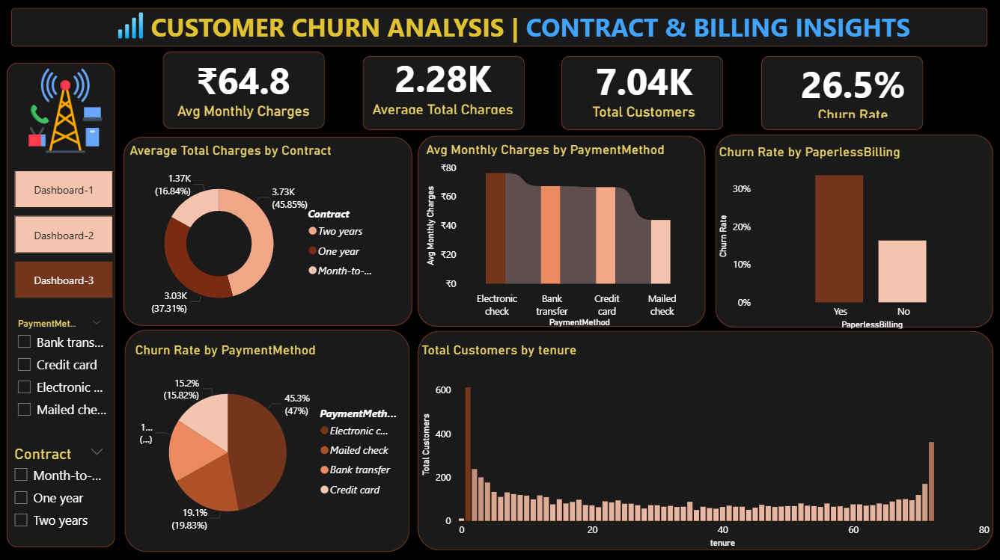 CUSTOMER CHURN ANALYSIS | CONTRACT & BILLING INSIGHTS
₹64.8
Avg Monthly Charges
2.28K
Average Total Charges
7.04K
Total Customers
26.5%
Churn Rate
Dashboard-1
Dashboard-2
Dashboard-3
PaymentMet...
Bank trans...
Credit card
Electronic ...
Mailed che...
Contract
Month-to-...
One year
Two years
Average Total Charges by Contract
1.37K
(16.84%)
3.73K
(45.85%)
3.03K
(37.31%)
Contract
Two years
One year
Month-to-...
Avg Monthly Charges by PaymentMethod
Avg Monthly Charges
₹80
₹60
₹40
₹20
₹0
Electronic
check
Bank
transfer
Credit
card
Mailed
check
PaymentMethod
Churn Rate by PaperlessBilling
Churn Rate
30%
20%
10%
0%
Yes
No
PaperlessBilling
Churn Rate by PaymentMethod
15.2%
(15.82%)
45.3%
(47%)
1...
(...)
19.1%
(19.83%)
PaymentMeth...
Electronic c...
Mailed check
Bank transfer
Credit card
Total Customers by tenure
Total Customers
600
400
200
0
0
20
40
60
80
tenure